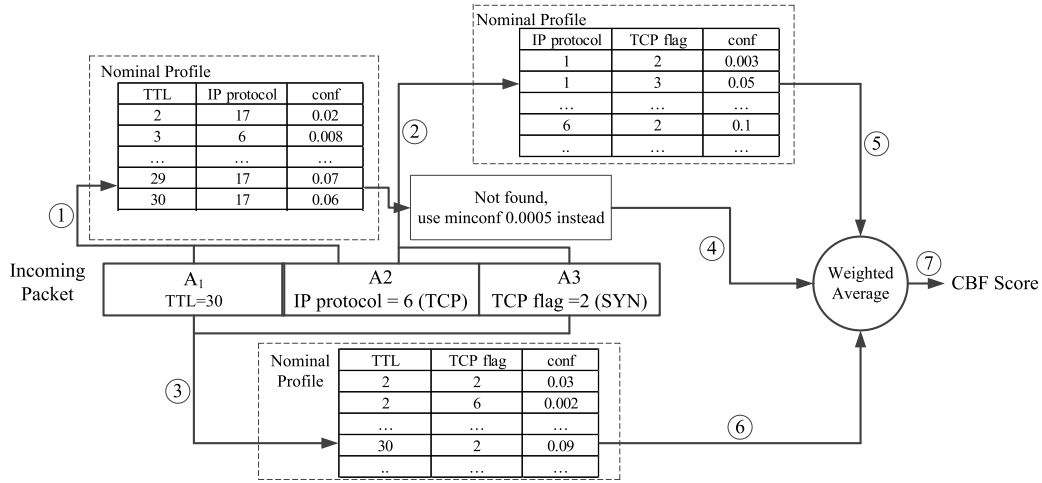 Nominal Profile
IP protocol TCP flag conf
1 2 0.003
1 3 0.05
… … …
6 2 0.1
.. … …
Nominal Profile
TTL IP protocol conf
2 17 0.02
3 6 0.008
… … …
29 17 0.07
30 17 0.06
2
5
1
Not found,
use minconf 0.0005 instead
4
Incoming
Packet
A1
TTL=30
A2
IP protocol = 6 (TCP)
A3
TCP flag =2 (SYN)
Weighted
Average
7
CBF Score
3
Nominal
Profile
TTL TCP flag conf
2 2 0.03
2 6 0.002
… … …
30 2 0.09
.. … …
6